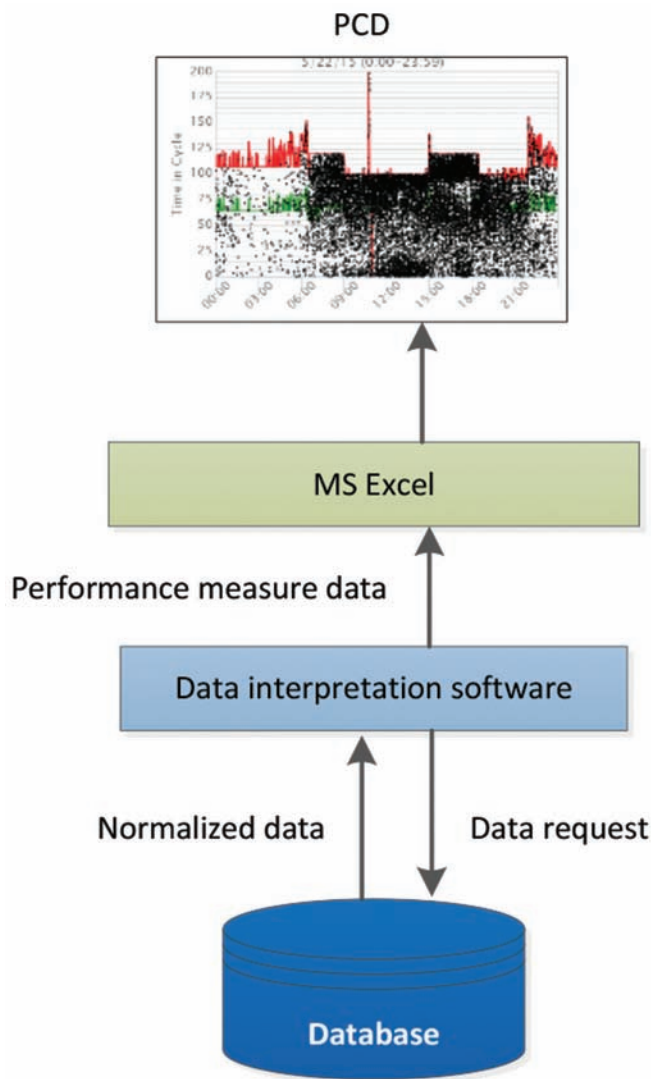 PCD
5/22/15 (0:00-23:59)
200
175
150
125
100
75
50
25
0
Time in Cycle
00:00
03:00
06:00
09:00
12:00
15:00
18:00
21:00
MS Excel
Performance measure data
Data interpretation software
Normalized data
Data request
Database